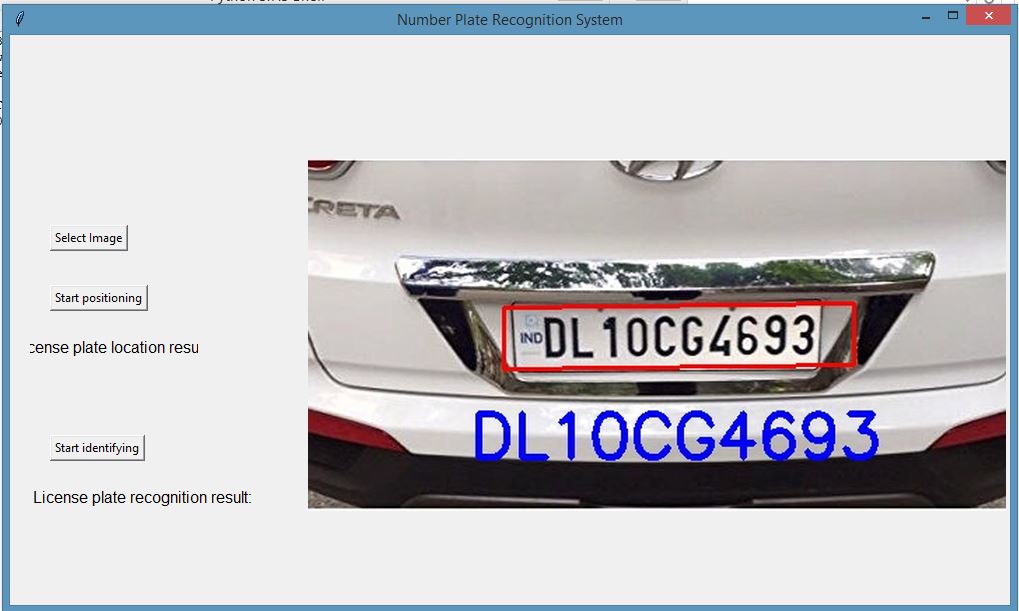 Number Plate Recognition System
CRETA
Select Image
Start positioning
IND DL10CG4693
cense plate location resu
DL10CG4693
Start identifying
License plate recognition result: